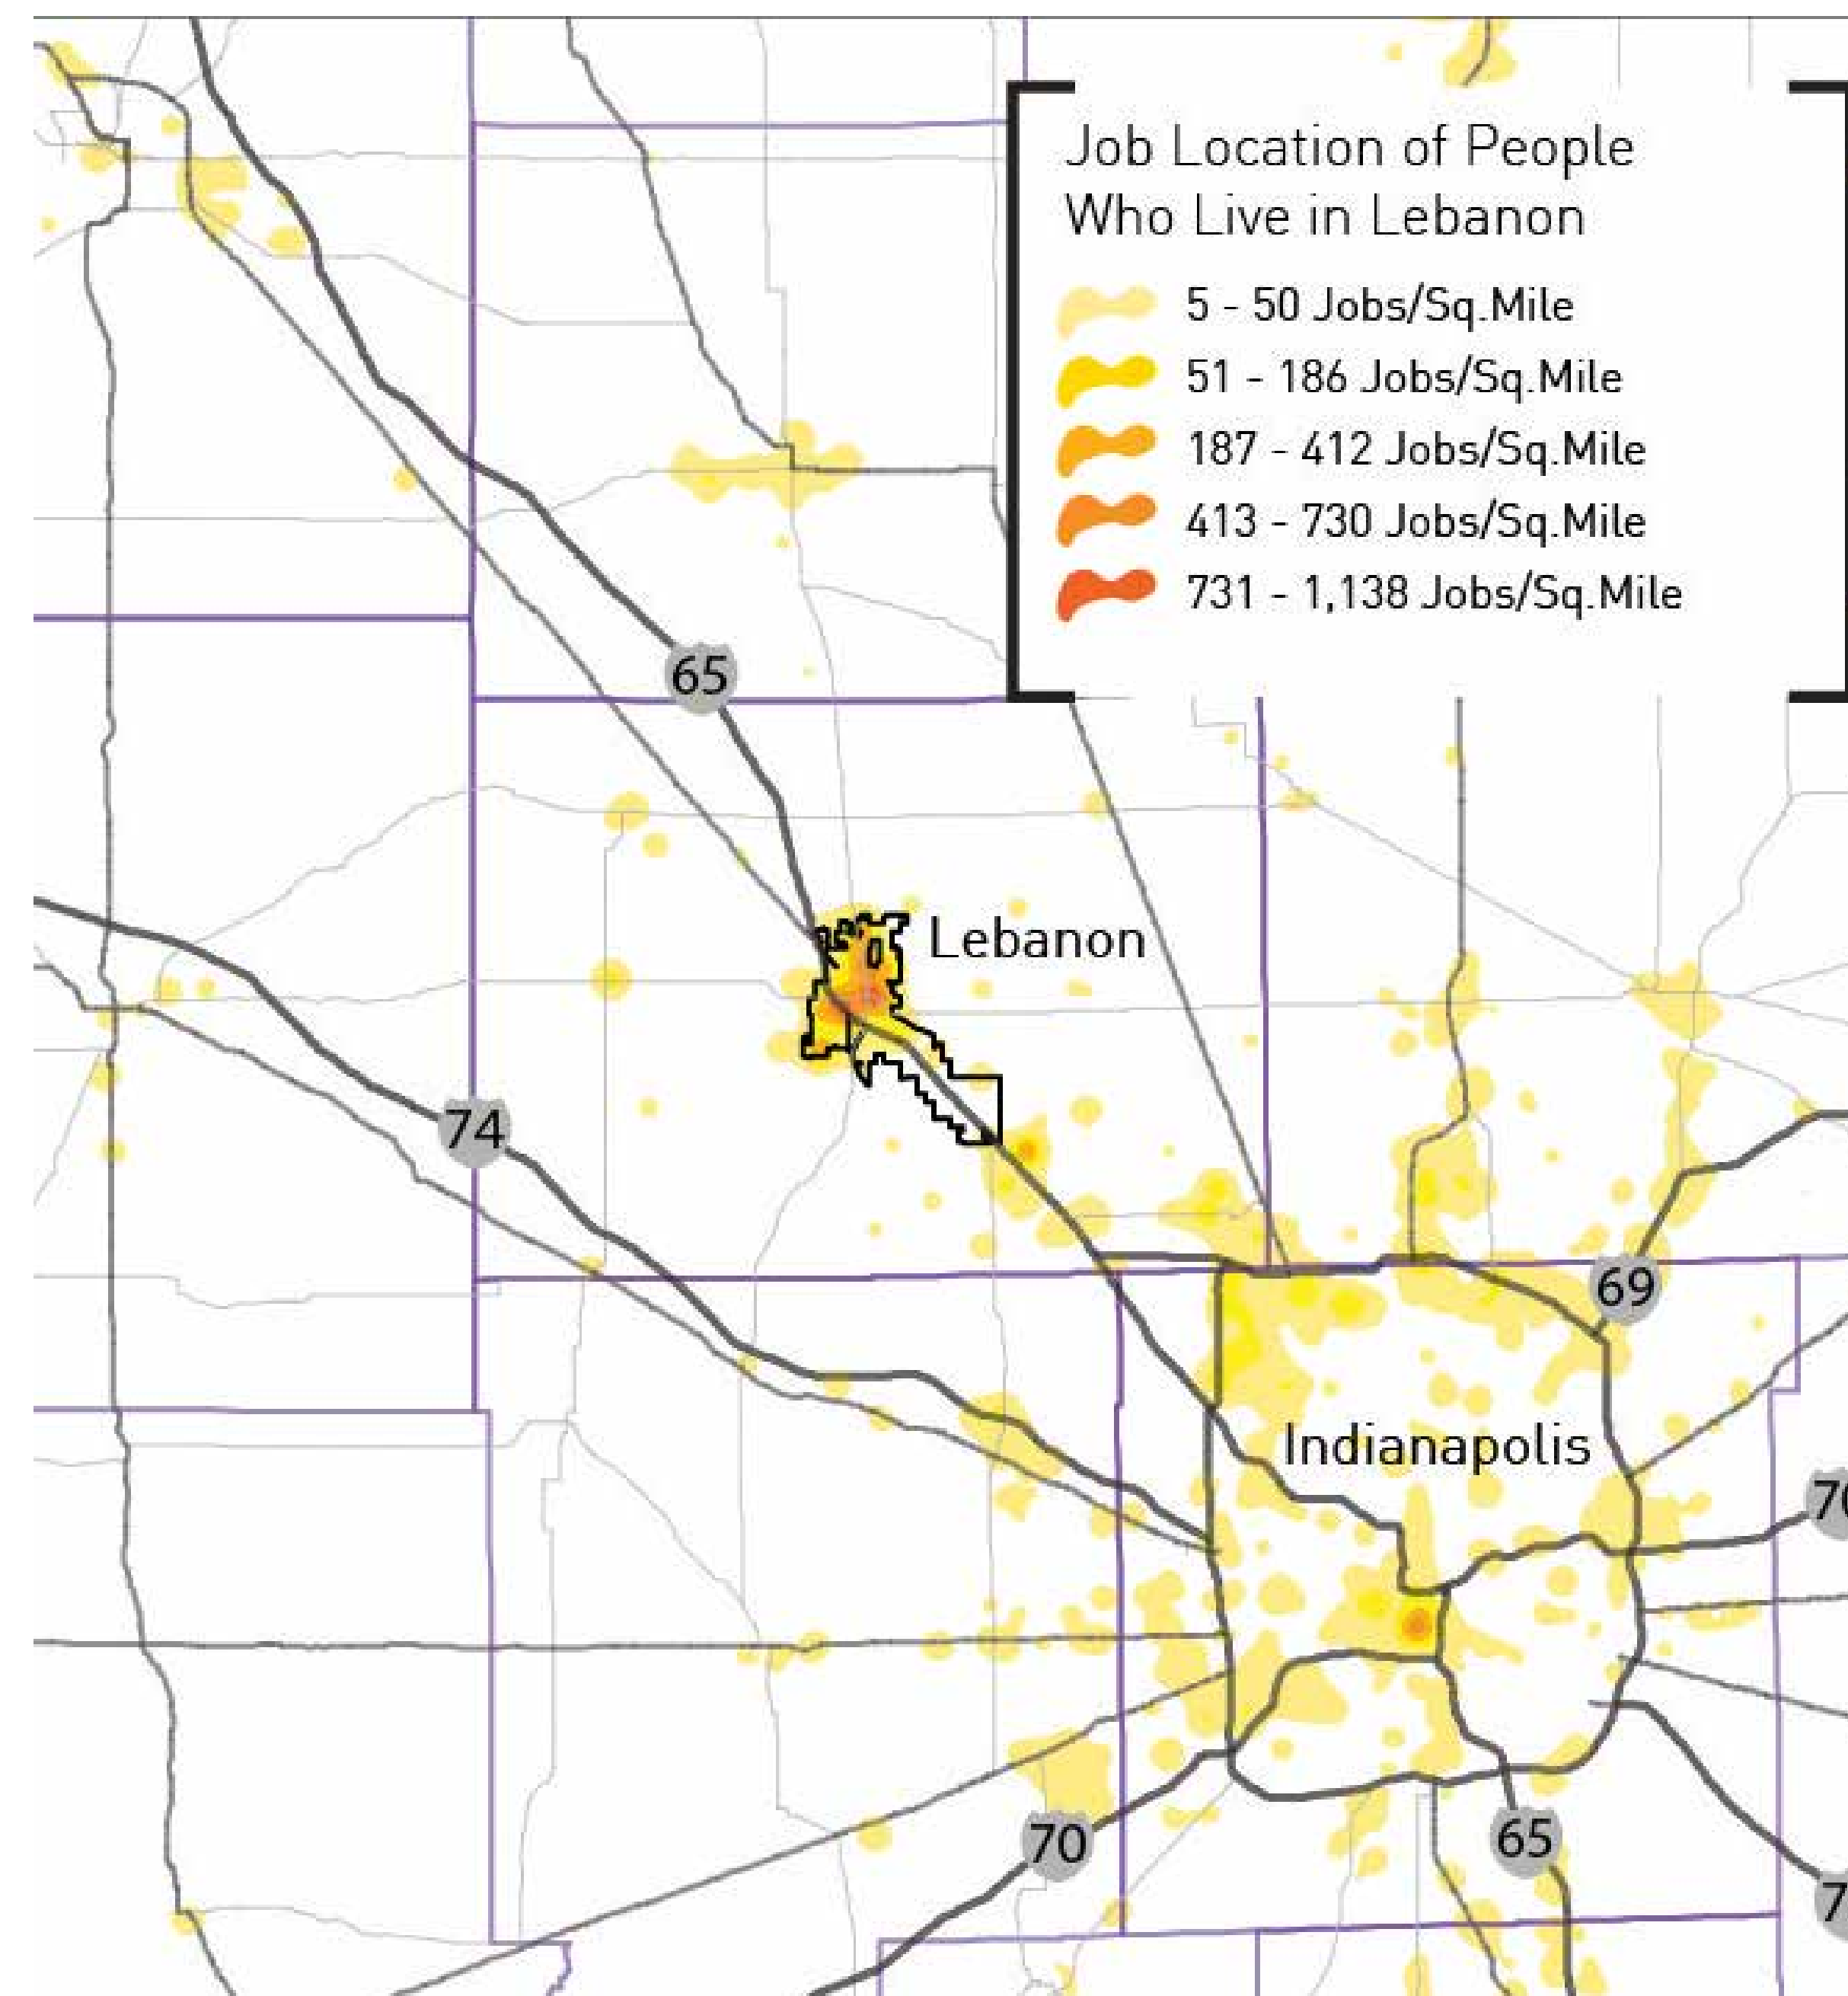 Job Location of People
Who Live in Lebanon
5 - 50 Jobs/Sq.Mile
51 - 186 Jobs/Sq.Mile
187 - 412 Jobs/Sq.Mile
413 - 730 Jobs/Sq.Mile
731 - 1,138 Jobs/Sq.Mile
65
Lebanon
74
69
Indianapolis
70
70
65
7